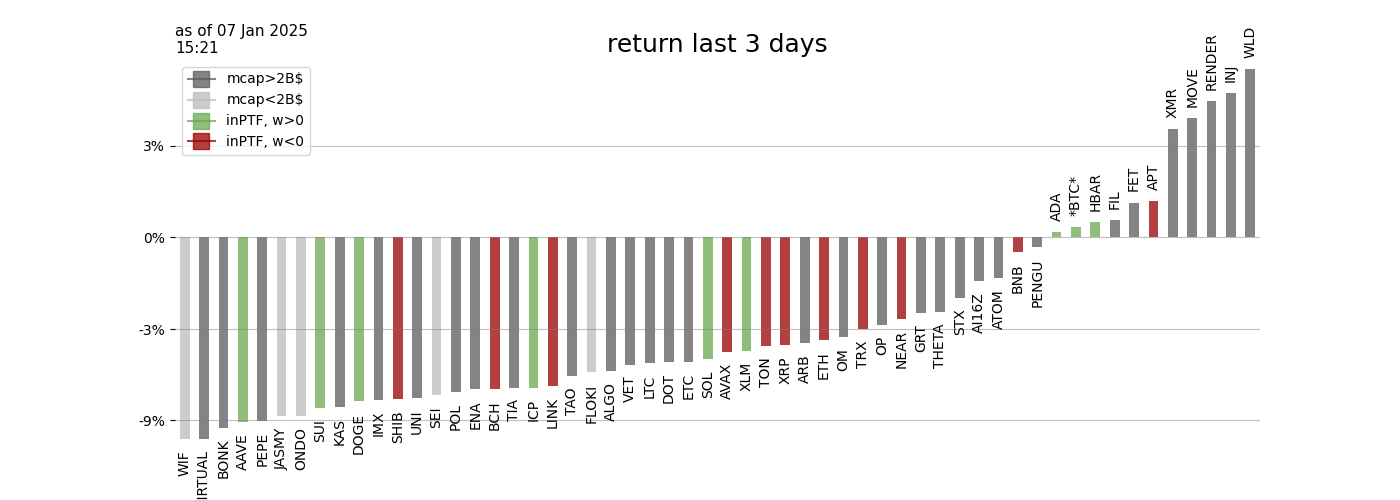 as of 07 Jan 2025
15:21
return last 3 days
mcap>2B$
mcap<2B$
inPTF, w>0
inPTF, w<0
3%
0%
-3%
-9%
WIF
IRTUAL
BONK
AAVE
PEPE
JASMY
ONDO
SUI
KAS
DOGE
IMX
SHIB
UNI
SEI
POL
ENA
BCH
TIA
ICP
LINK
TAO
FLOKI
ALGO
VET
LTC
DOT
ETC
SOL
AVAX
XLM
TON
XRP
ARB
ETH
OM
TRX
OP
NEAR
GRT
THETA
STX
AI16Z
ATOM
BNB
PENGU
ADA
*BTC*
HBAR
FIL
FET
APT
XMR
MOVE
RENDER
INJ
WLD